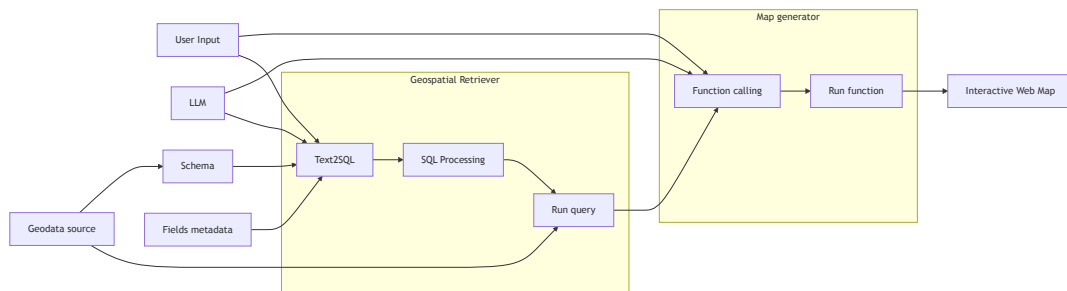 Map generator
User Input
Geospatial Retriever
LLM
Function calling
Run function
Interactive Web Map
Text2SQL
SQL Processing
Schema
Run query
Geodata source
Fields metadata